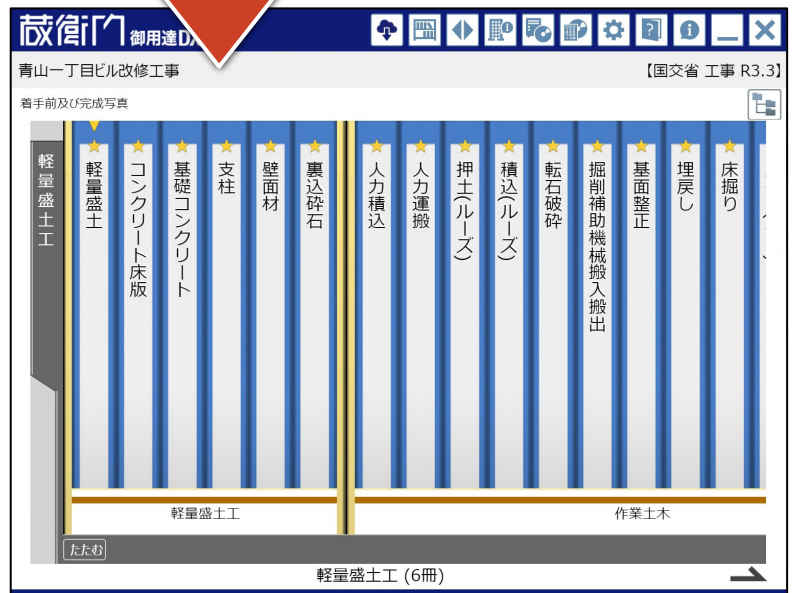 蔵衛門 御用達D
青山一丁目ビル改修工事
【国交省 工事 R3.3】
着手前及び完成写真
軽量盛土工
軽量盛土
コンクリート床版
基礎コンクリート
支柱
壁面材
裏込砕石
人力積込
人力運搬
押土(ルーズ)
積込(ルーズ)
転石破砕
掘削補助機械搬入搬出
基面整正
埋戻し
床掘り
軽量盛土工
作業土木
たたむ
軽量盛土工 (6冊)